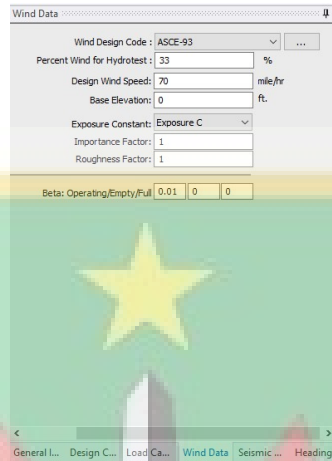 Wind Data
Wind Design Code : ASCE-93 ...
Percent Wind for Hydrotest : 33 %
Design Wind Speed: 70 mile/hr
Base Elevation: 0 ft.
Exposure Constant: Exposure C
Importance Factor: 1
Roughness Factor: 1
Beta: Operating/Empty/Full 0.01 0 0
General I... Design C... Load Ca... Wind Data Seismic ... Heading